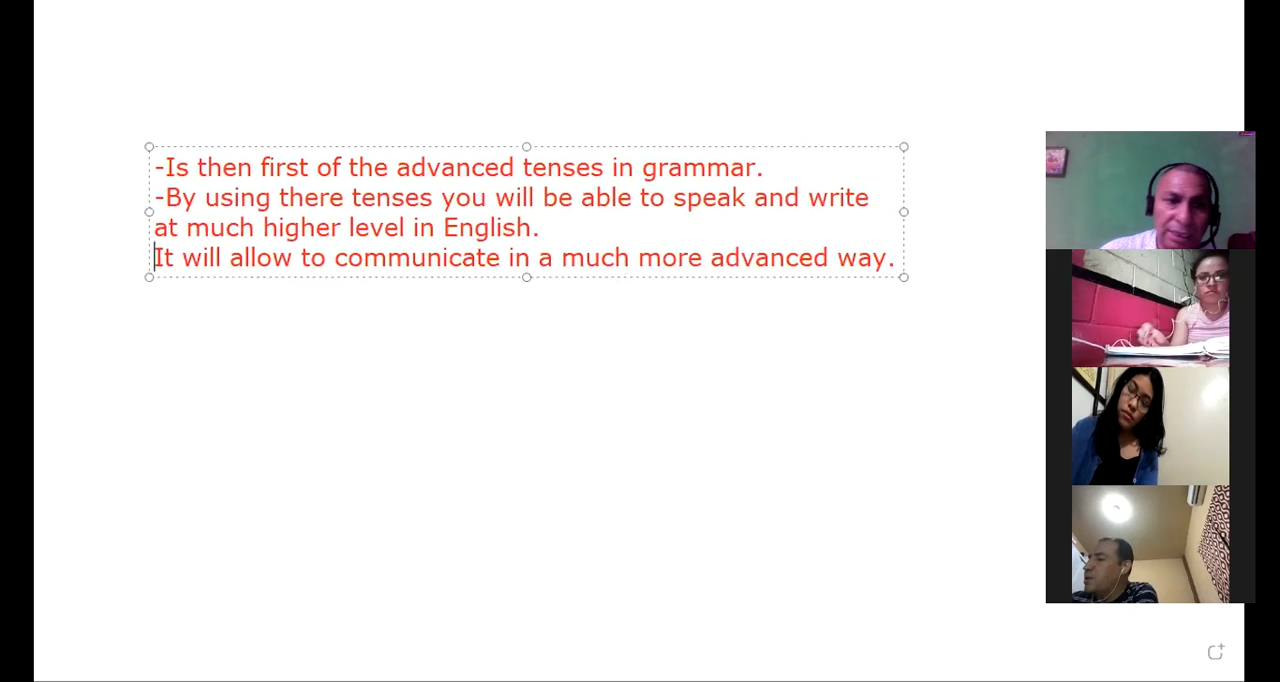 -Is then first of the advanced tenses in grammar.
-By using there tenses you will be able to speak and write
at much higher level in English.
It will allow to communicate in a much more advanced way.